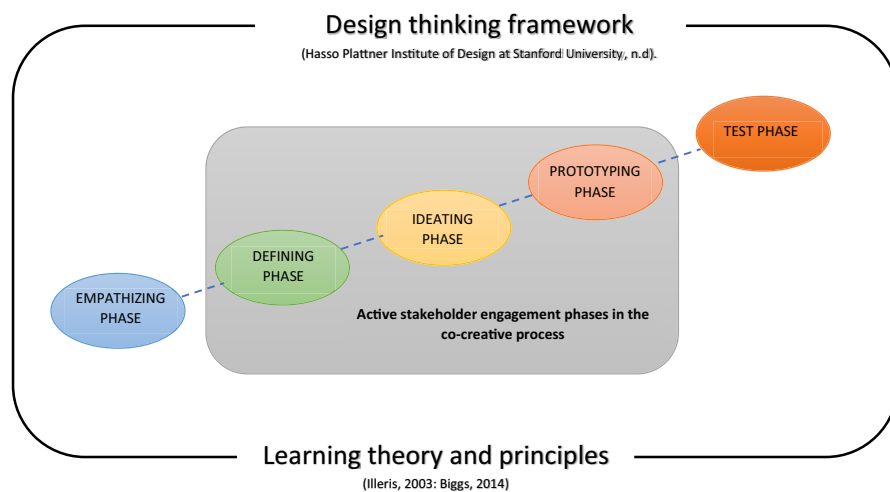 Design thinking framework
(Hasso Plattner Institute of Design at Stanford University, n.d).
TEST PHASE
PROTOTYPING
PHASE
IDEATING
PHASE
DEFINING
PHASE
EMPATHIZING
PHASE
Active stakeholder engagement phases in the
co-creative process
Learning theory and principles
(Illeris, 2003: Biggs, 2014)